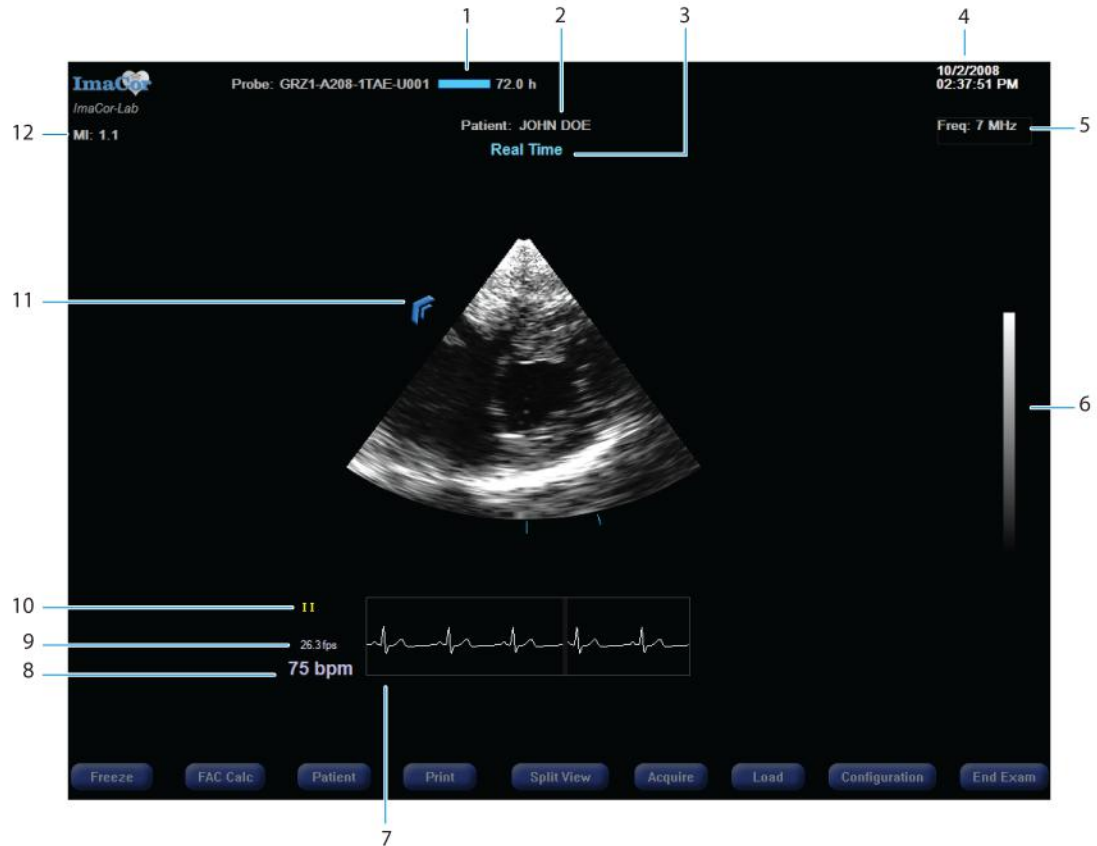 1
2
3
4
ImaCor
Probe: GRZ1-A208-1TAE-U001 72.0 h
10/2/2008
02:37:51 PM
ImaCor-Lab
12
MI: 1.1
Patient: JOHN DOE
Freq: 7 MHz
5
Real Time
11
6
10
II
9
26.3 fps
8
75 bpm
Freeze
FAC Calc
Patient
Print
Split View
Acquire
Load
Configuration
End Exam
7